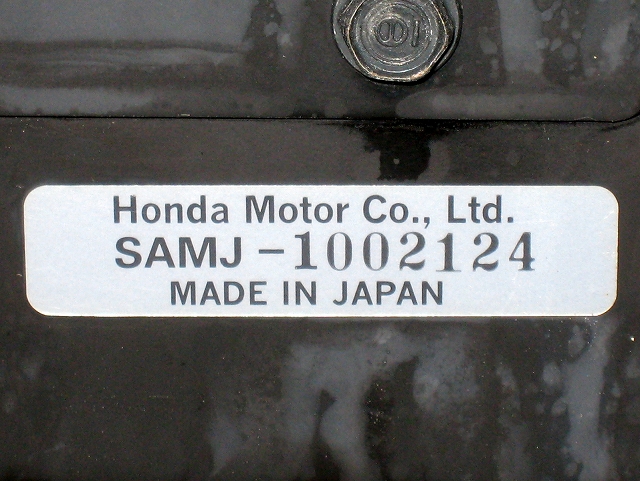 Honda Motor Co., Ltd.
SAMJ -1002124
MADE IN JAPAN